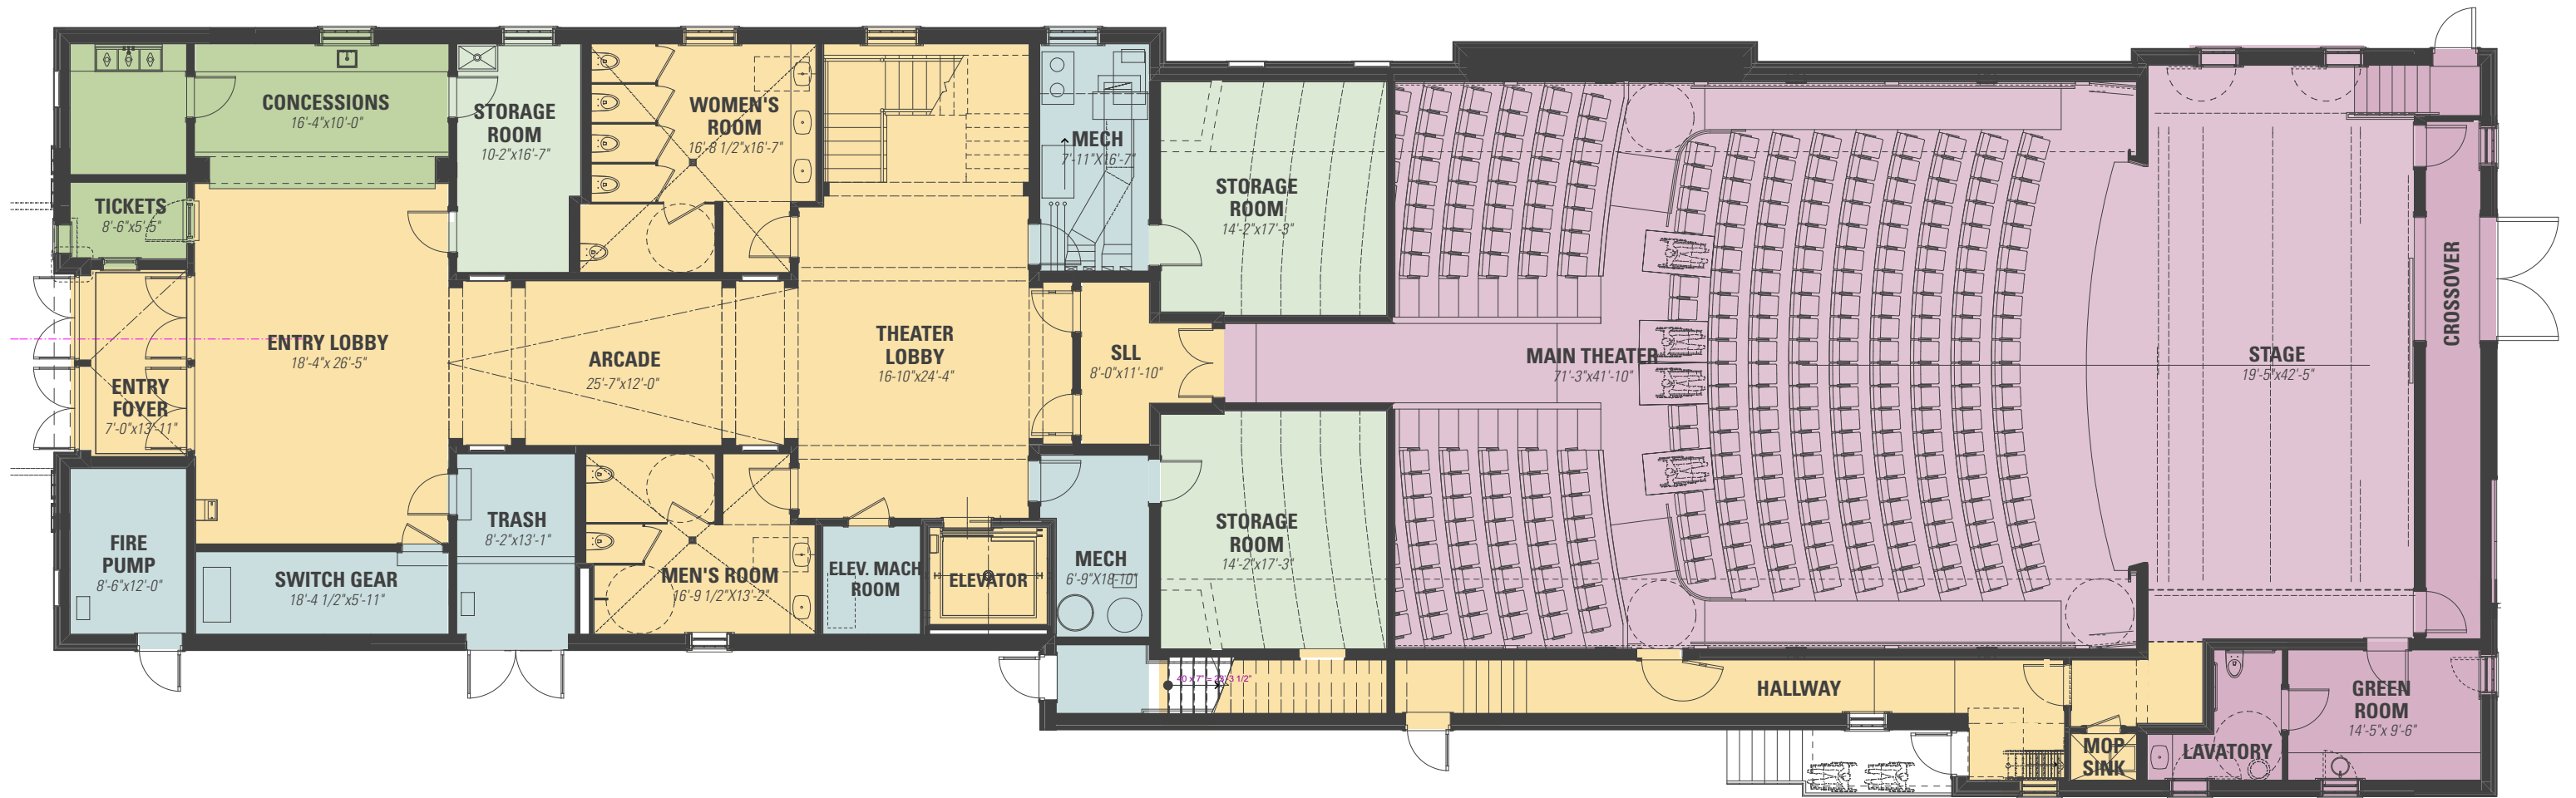 CONCESSIONS
16'-4"x10'-0"
STORAGE
ROOM
10-2"x16'-7"
WOMEN'S
ROOM
16'-8 1/2"x16'-7"
MECH
7'-11"X16'-7"
STORAGE
ROOM
14'-2"x17'-3"
TICKETS
8'-6"x5'-5"
ENTRY LOBBY
18'-4"x 26'-5"
ENTRY
FOYER
7'-0"x13'-11"
ARCADE
25'-7"x12'-0"
THEATER
LOBBY
16-10"x24'-4"
SLL
8'-0"x11'-10"
MAIN THEATER
71'-3"x41'-10"
STAGE
19'-5"x42'-5"
CROSSOVER
FIRE
PUMP
8'-6"x12'-0"
SWITCH GEAR
18'-4 1/2"x5'-11"
TRASH
8'-2"x13'-1"
MEN'S ROOM
16'-9 1/2"X13'-2"
ELEV. MACH
ROOM
ELEVATOR
MECH
6'-9"X18-10"
STORAGE
ROOM
14'-2"x17'-3"
HALLWAY
MOP
SINK
LAVATORY
GREEN
ROOM
14'-5"x 9'-6"